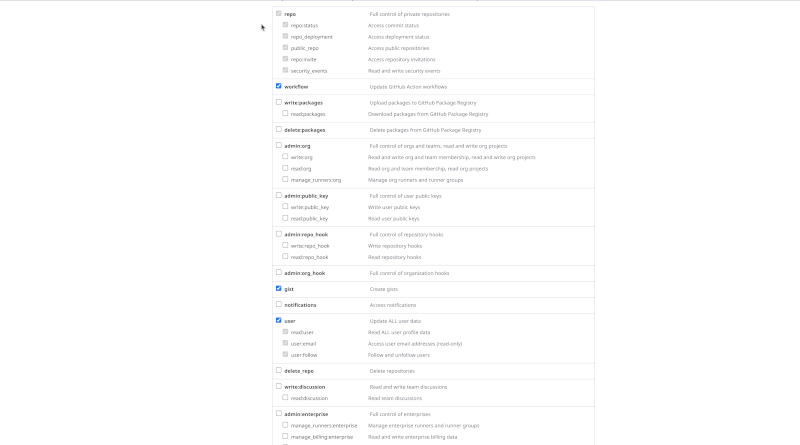 repo Full control of private repositories
repo:status Access commit status
repo_deployment Access deployment status
public_repo Access public repositories
repo:invite Access repository invitations
security_events Read and write security events
workflow Update GitHub Action workflows
write:packages Upload packages to GitHub Package Registry
read:packages Download packages from GitHub Package Registry
delete:packages Delete packages from GitHub Package Registry
admin:org Full control of orgs and teams, read and write org projects
write:org Read and write org and team membership, read and write org projects
read:org Read org and team membership, read org projects
manage_runners:org Manage org runners and runner groups
admin:public_key Full control of user public keys
write:public_key Write user public keys
read:public_key Read user public keys
admin:repo_hook Full control of repository hooks
write:repo_hook Write repository hooks
read:repo_hook Read repository hooks
admin:org_hook Full control of organization hooks
gist Create gists
notifications Access notifications
user Update ALL user data
read:user Read ALL user profile data
user:email Access user email addresses (read-only)
user:follow Follow and unfollow users
delete_repo Delete repositories
write:discussion Read and write team discussions
read:discussion Read team discussions
admin:enterprise Full control of enterprises
manage_runners:enterprise Manage enterprise runners and runner groups
manage_billing:enterprise Read and write enterprise billing data